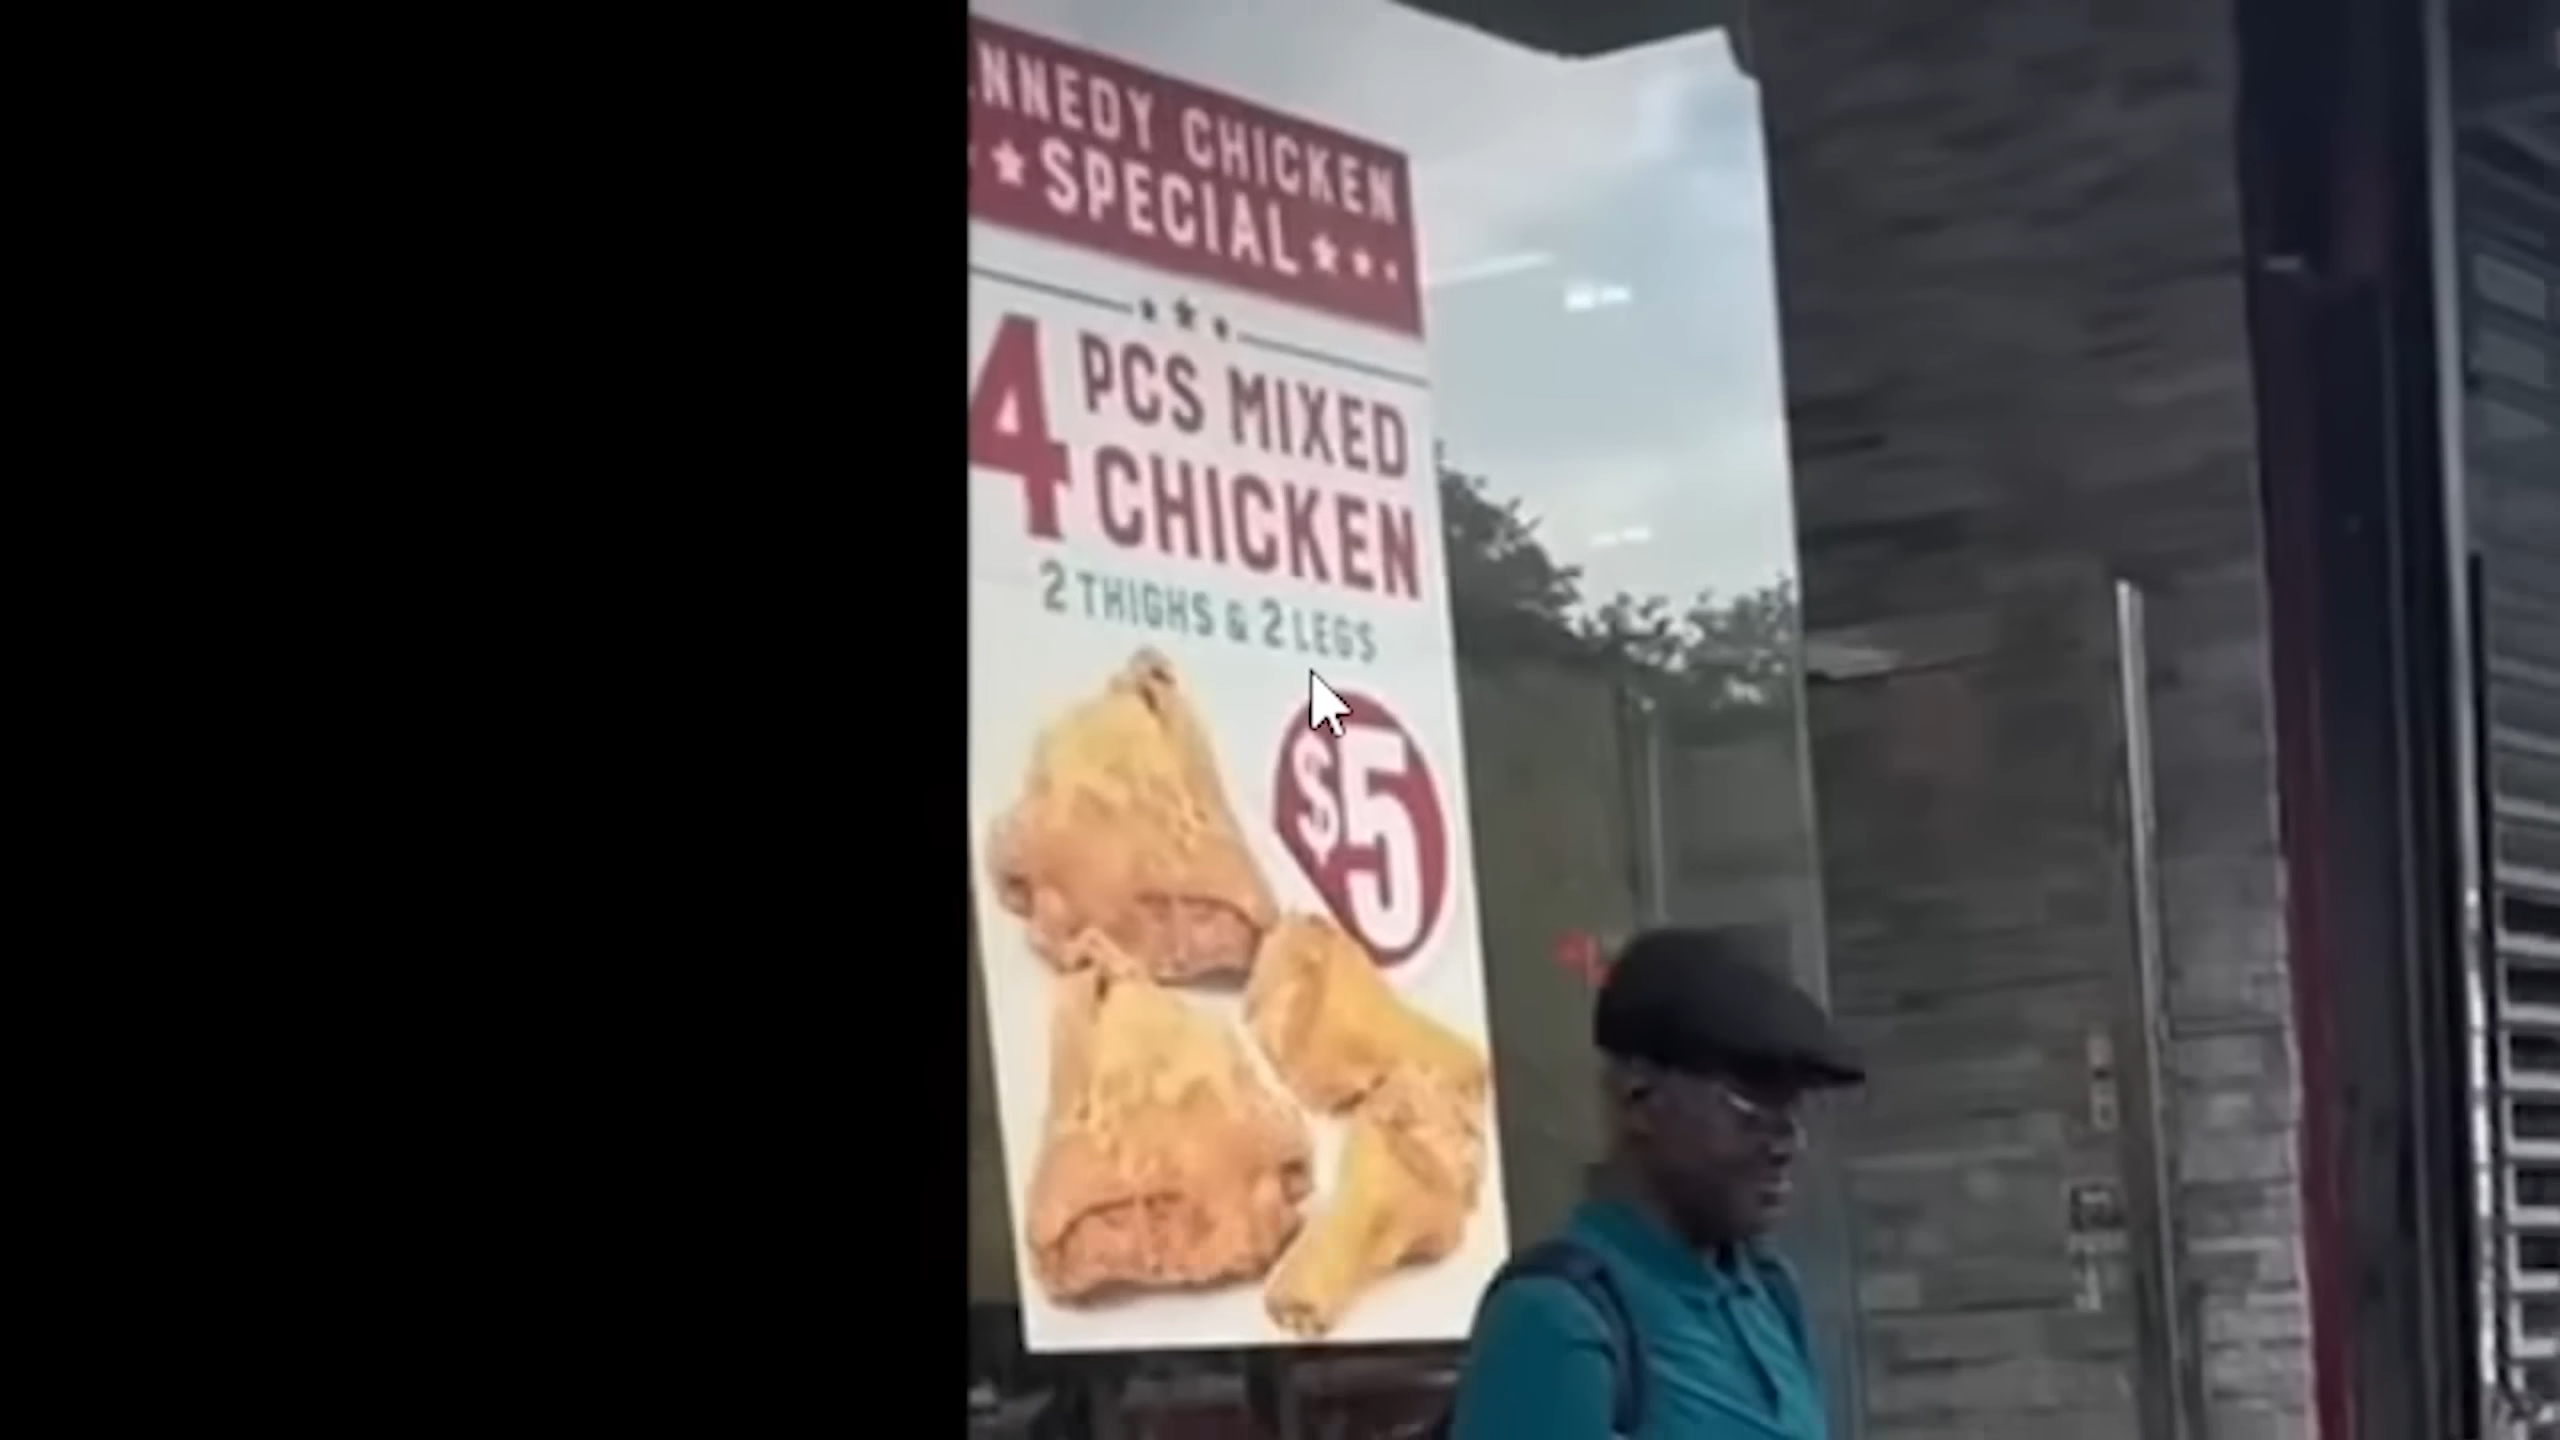 NNEDY CHICKEN
SPECIAL
4 PCS MIXED
CHICKEN
2 THIGHS & 2 LEGS
$5